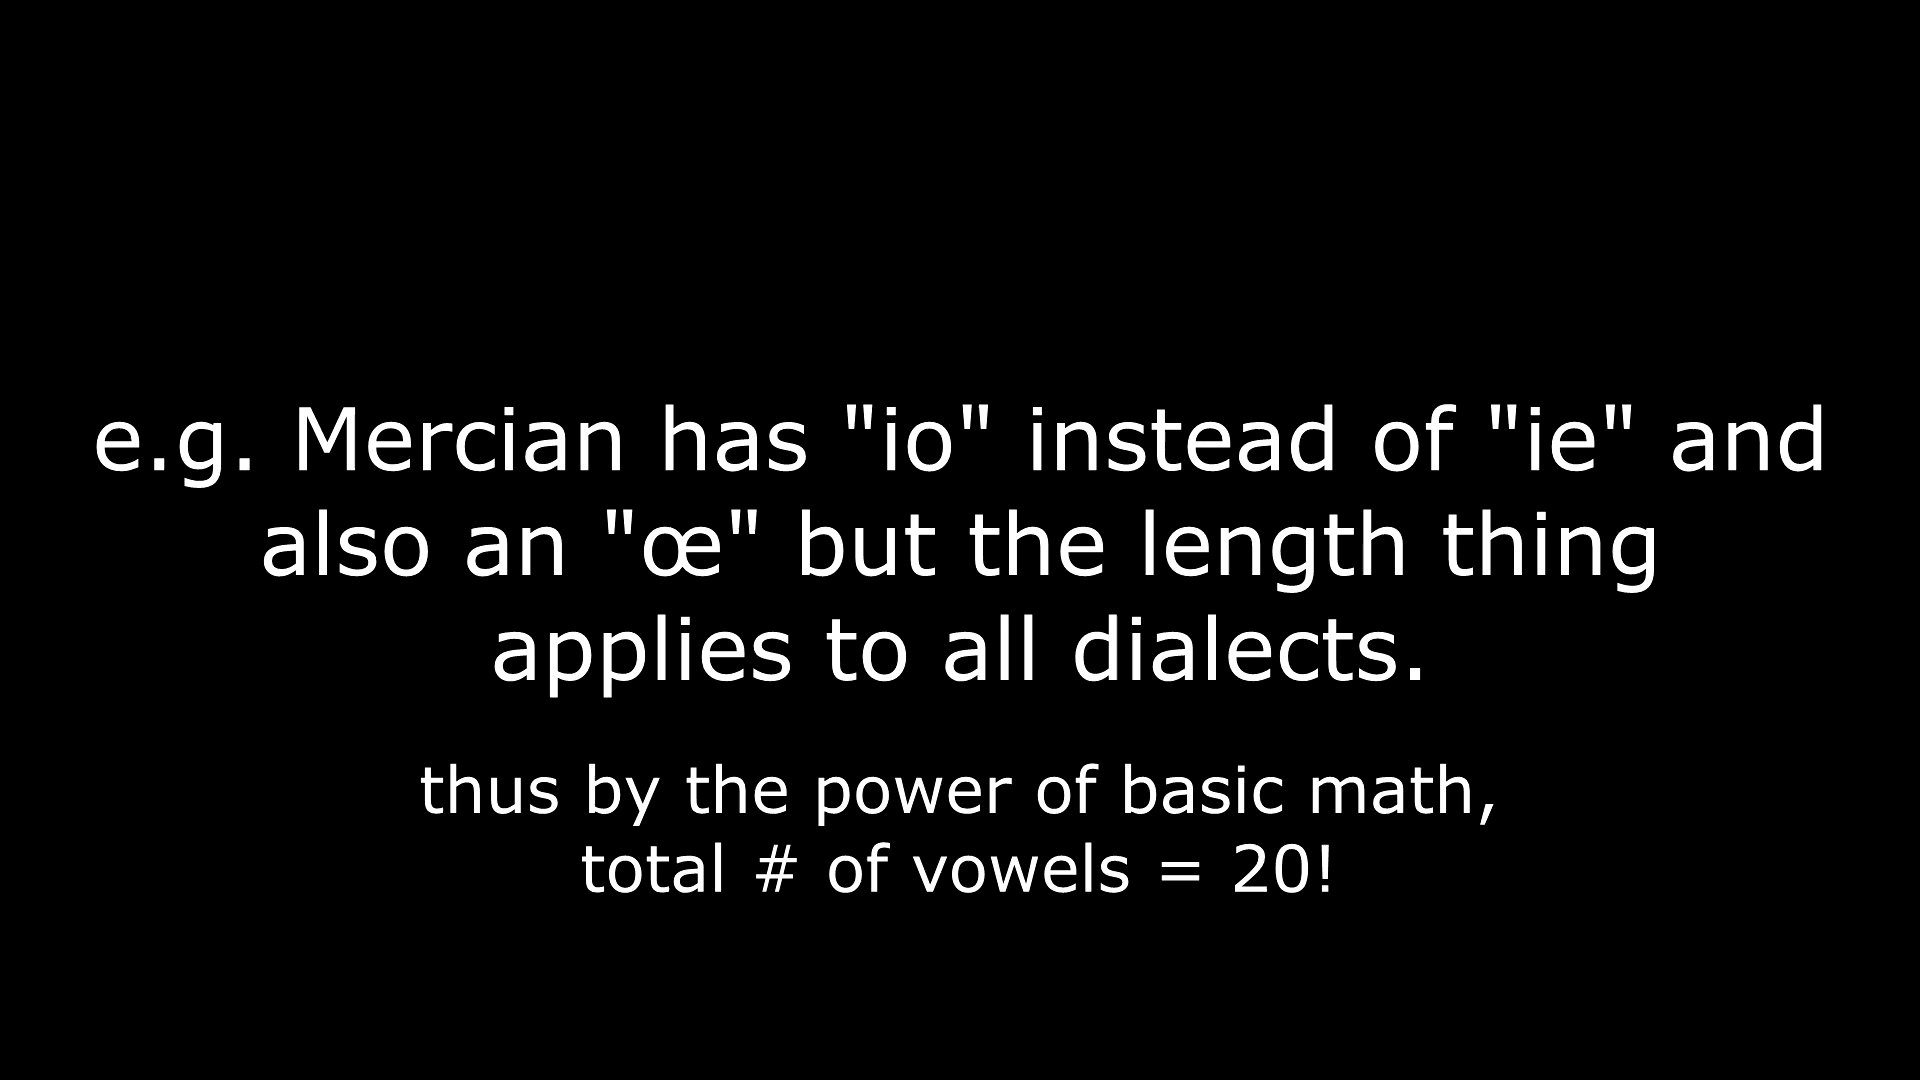 e.g. Mercian has "io" instead of "ie" and
also an "œ" but the length thing
applies to all dialects.
thus by the power of basic math,
total # of vowels = 20!